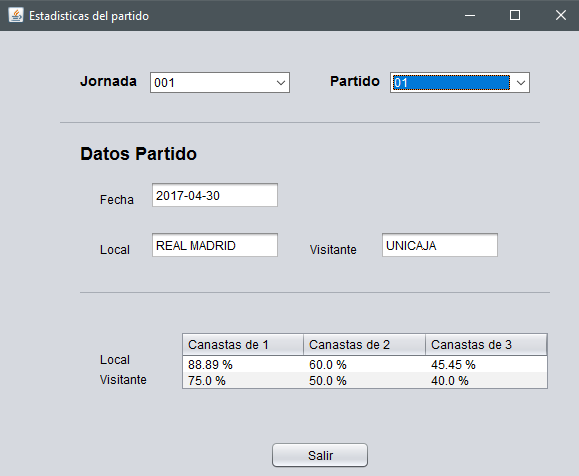 Estadisticas del partido
Jornada 001 Partido 01
Datos Partido
Fecha 2017-04-30
Local REAL MADRID Visitante UNICAJA
Canastas de 1 Canastas de 2 Canastas de 3
Local 88.89 % 60.0 % 45.45 %
Visitante 75.0 % 50.0 % 40.0 %
Salir